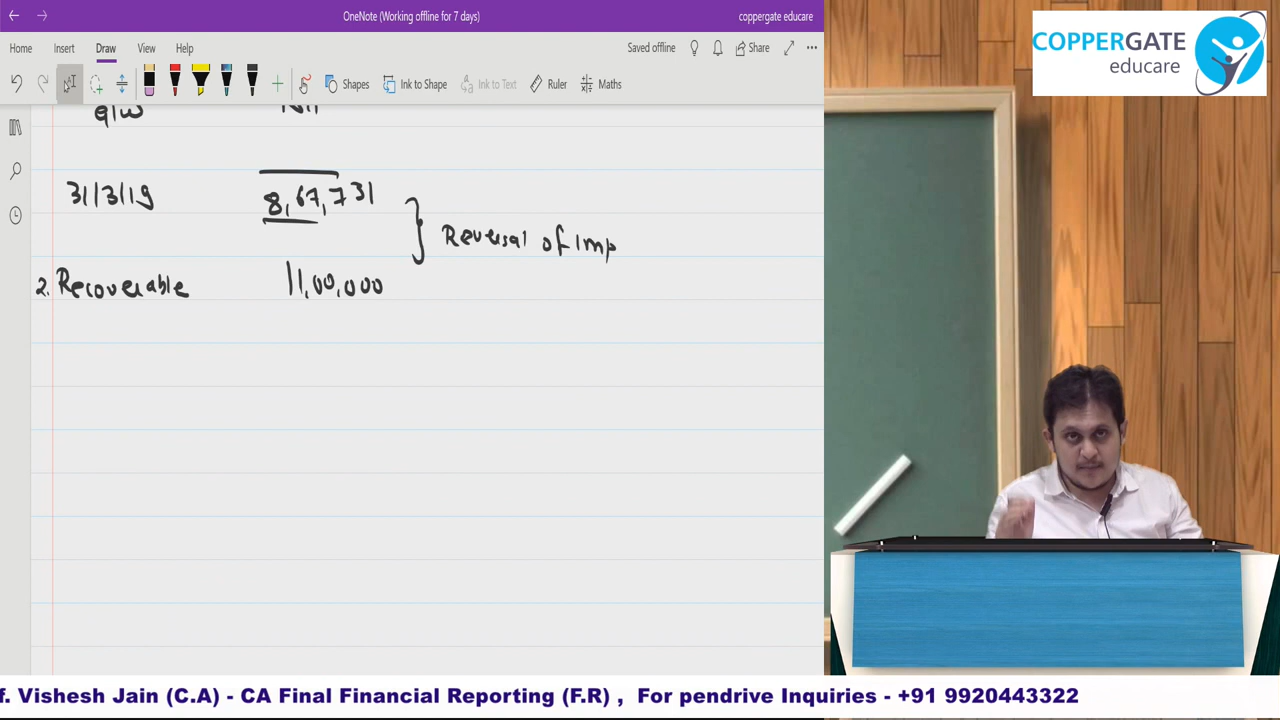 OneNote (Working offline for 7 days)
coppergate educare
Home Insert Draw View Help
Saved offline
Share
Shapes
Ink to Shape
Ink to Text
Ruler
Maths
COPPERGATE
educare
G/W Nil
31/3/19 8,67,731
Reversal of Imp
2. Recoverable 11,00,000
f. Vishesh Jain (C.A) - CA Final Financial Reporting (F.R) , For pendrive Inquiries - +91 9920443322